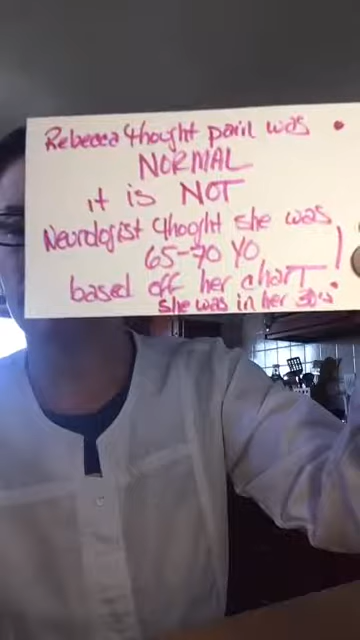 Rebecca thought pain was
NORMAL
it is NOT
Neurologist thought she was
65-70 YO
based off her chart
she was in her 30's!